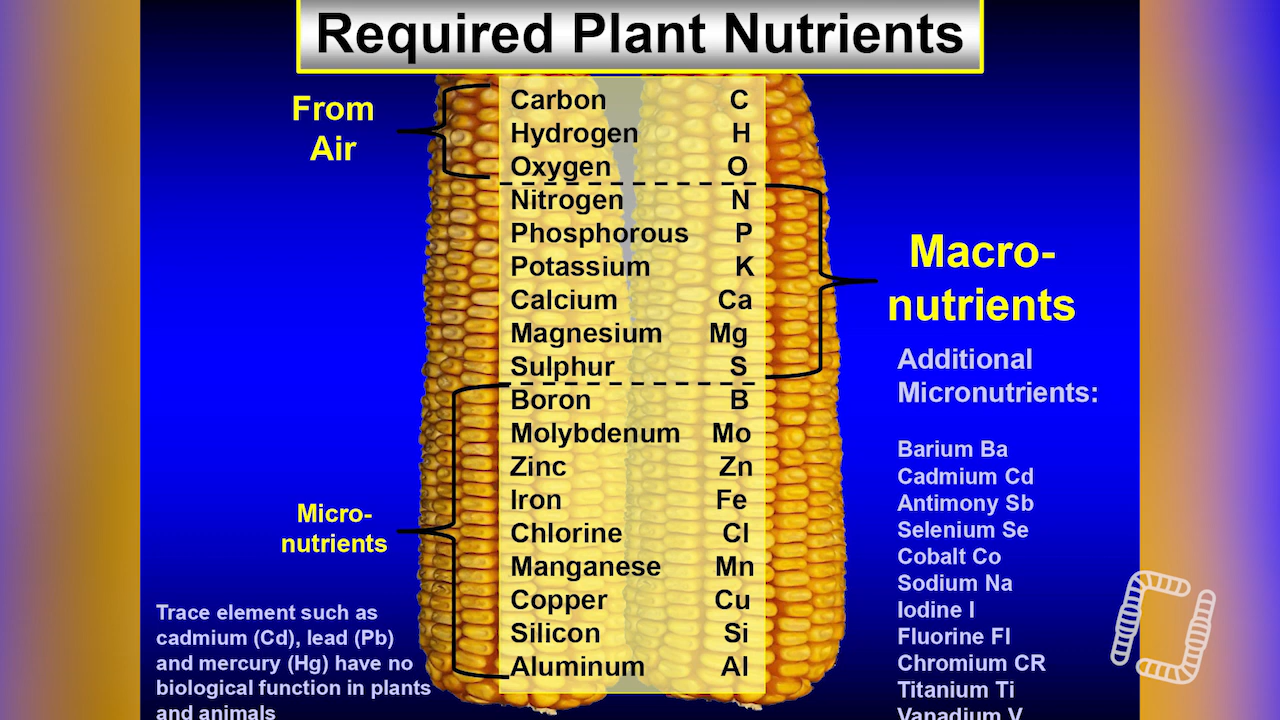 Required Plant Nutrients
From
Air
Carbon C
Hydrogen H
Oxygen O
Nitrogen N
Phosphorous P
Potassium K
Calcium Ca
Magnesium Mg
Sulphur S
Boron B
Molybdenum Mo
Zinc Zn
Iron Fe
Chlorine Cl
Manganese Mn
Copper Cu
Silicon Si
Aluminum Al
Macro-
nutrients
Micro-
nutrients
Trace element such as
cadmium (Cd), lead (Pb)
and mercury (Hg) have no
biological function in plants
and animals
Additional
Micronutrients:
Barium Ba
Cadmium Cd
Antimony Sb
Selenium Se
Cobalt Co
Sodium Na
Iodine I
Fluorine Fl
Chromium CR
Titanium Ti
Vanadium V